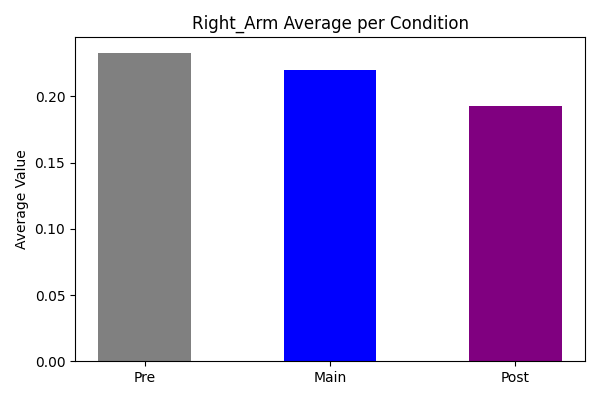 Right_Arm Average per Condition
Average Value
0.20
0.15
0.10
0.05
0.00
Pre
Main
Post